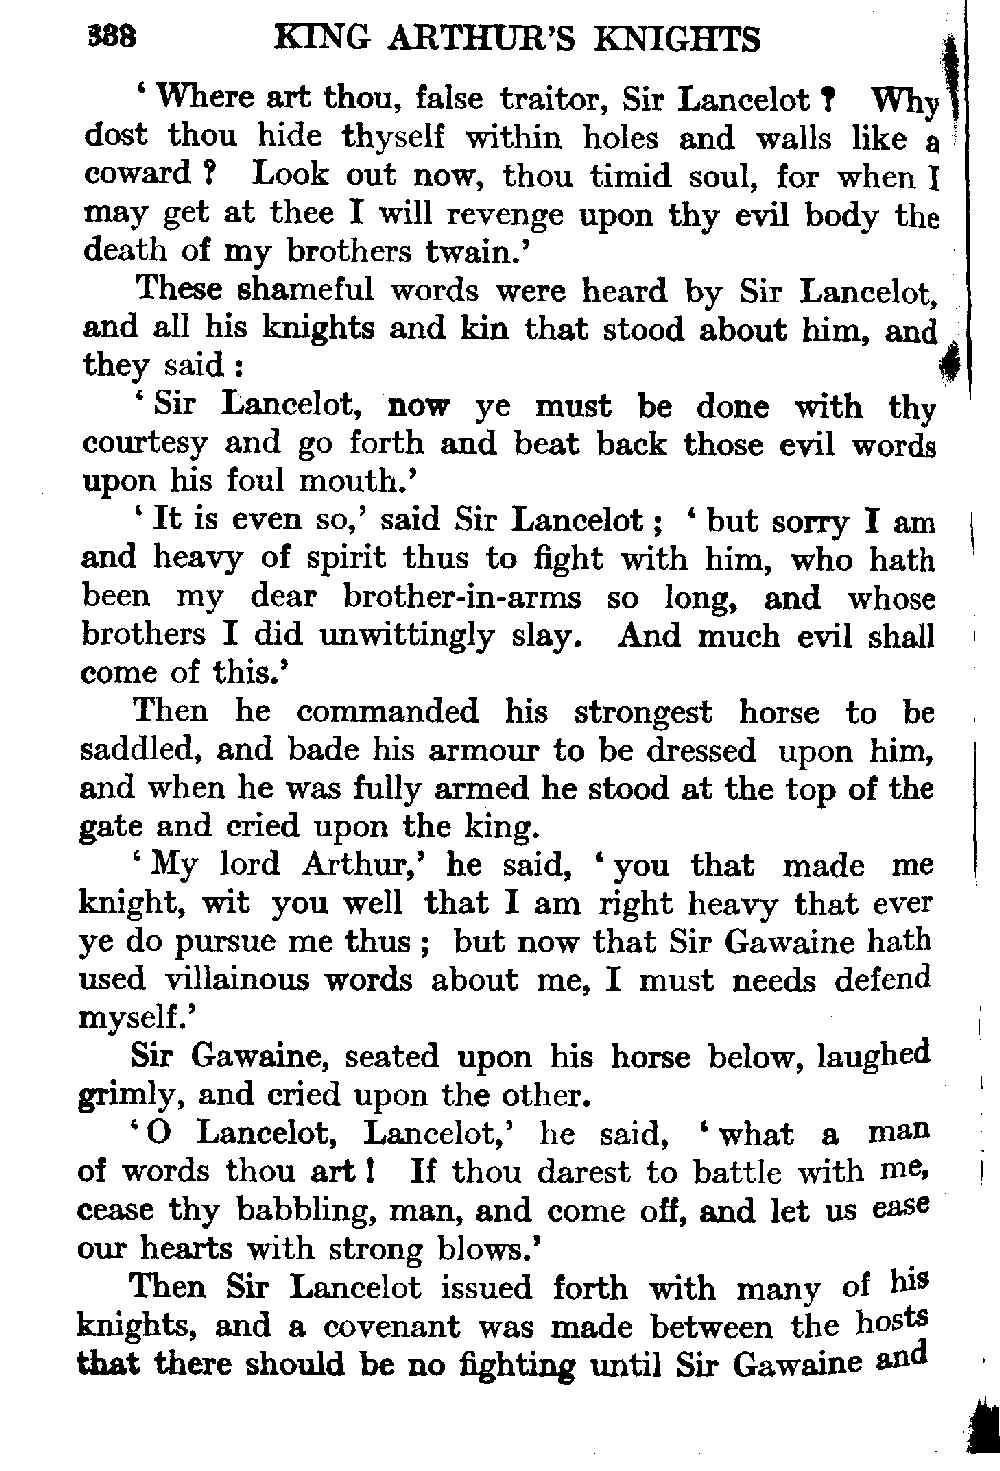 338 KING ARTHUR'S KNIGHTS
‘ Where art thou, false traitor, Sir Lancelot ? Why
dost thou hide thyself within holes and walls like a
coward ? Look out now, thou timid soul, for when I
may get at thee I will revenge upon thy evil body the
death of my brothers twain.’
These shameful words were heard by Sir Lancelot,
and all his knights and kin that stood about him, and
they said :
‘ Sir Lancelot, now ye must be done with thy
courtesy and go forth and beat back those evil words
upon his foul mouth.’
‘ It is even so,’ said Sir Lancelot ; ‘ but sorry I am
and heavy of spirit thus to fight with him, who hath
been my dear brother-in-arms so long, and whose
brothers I did unwittingly slay. And much evil shall
come of this.’
Then he commanded his strongest horse to be
saddled, and bade his armour to be dressed upon him,
and when he was fully armed he stood at the top of the
gate and cried upon the king.
‘ My lord Arthur,’ he said, ‘ you that made me
knight, wit you well that I am right heavy that ever
ye do pursue me thus ; but now that Sir Gawaine hath
used villainous words about me, I must needs defend
myself.’
Sir Gawaine, seated upon his horse below, laughed
grimly, and cried upon the other.
‘ O Lancelot, Lancelot,’ he said, ‘ what a man
of words thou art ! If thou darest to battle with me,
cease thy babbling, man, and come off, and let us ease
our hearts with strong blows.’
Then Sir Lancelot issued forth with many of his
knights, and a covenant was made between the hosts
that there should be no fighting until Sir Gawaine and